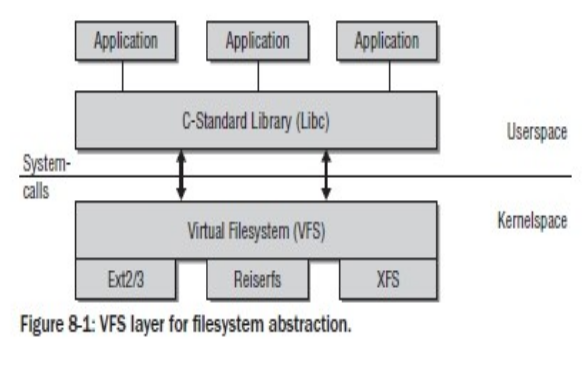 Application Application Application
C-Standard Library (Libc)
Userspace
System-
calls
Kernelspace
Virtual Filesystem (VFS)
Ext2/3 Reiserfs XFS
Figure 8-1: VFS layer for filesystem abstraction.